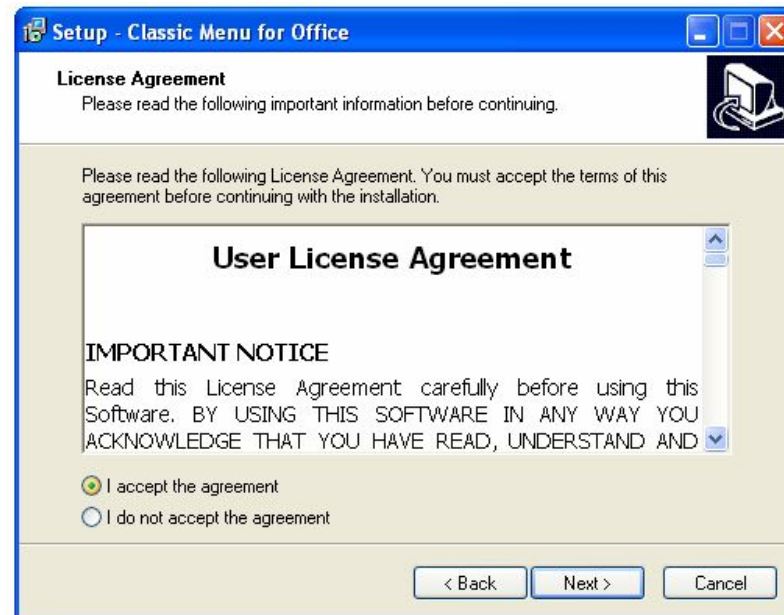 Setup - Classic Menu for Office
License Agreement
Please read the following important information before continuing.
Please read the following License Agreement. You must accept the terms of this
agreement before continuing with the installation.
User License Agreement
IMPORTANT NOTICE
Read this License Agreement carefully before using this
Software. BY USING THIS SOFTWARE IN ANY WAY YOU
ACKNOWLEDGE THAT YOU HAVE READ, UNDERSTAND AND
I accept the agreement
I do not accept the agreement
< Back Next > Cancel